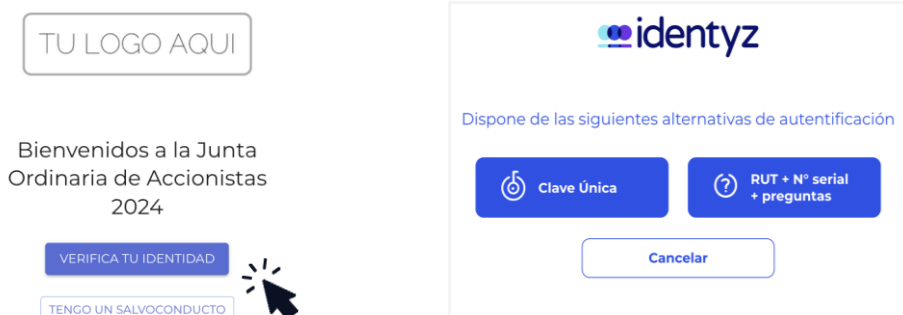 TU LOGO AQUI
Bienvenidos a la Junta
Ordinaria de Accionistas
2024
VERIFICA TU IDENTIDAD
TENGO UN SALVOCONDUCTO
identyz
Dispone de las siguientes alternativas de autentificación
Clave Única
RUT + N° serial
+ preguntas
Cancelar